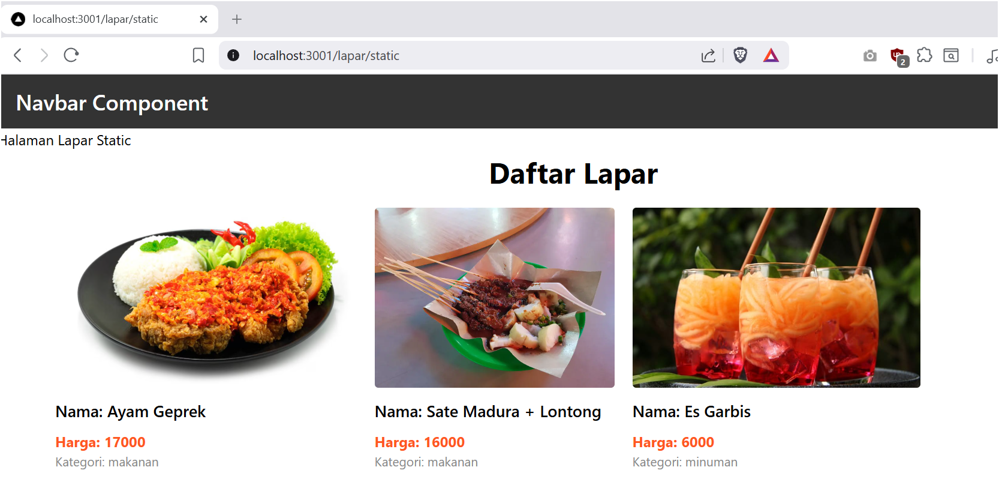 localhost:3001/lapar/static
localhost:3001/lapar/static
2
Navbar Component
Halaman Lapar Static
Daftar Lapar
Nama: Ayam Geprek
Harga: 17000
Kategori: makanan
Nama: Sate Madura + Lontong
Harga: 16000
Kategori: makanan
Nama: Es Garbis
Harga: 6000
Kategori: minuman